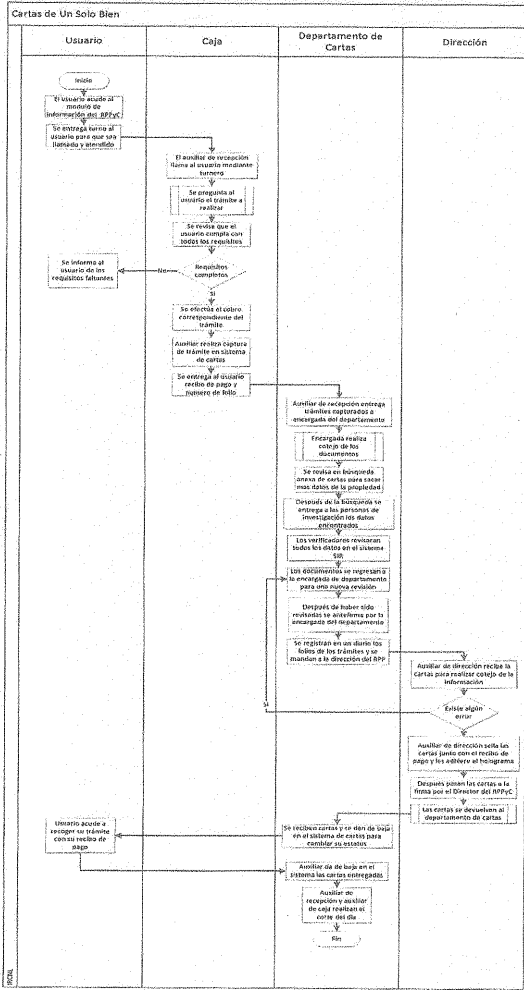 Cartas de Un Solo Bien
Usuario
Caja
Departamento de
Cartas
Dirección
Inicio
El usuario acude al
modulo de
información del RPPyC
Se entrega turno al
usuario para que sea
llamado y atendido
El auxiliar de recepción
llama al usuario mediante
turnero
Se pregunta al
usuario el trámite a
realizar
Se revisa que el
usuario cumpla con
todos los requisitos
Requisitos
completos
No
Se informa al
usuario de los
requisitos faltantes
Si
Se efectúa el cobro
correspondiente del
trámite.
Auxiliar realiza captura
de trámite en sistema
de cartas
Se entrega al usuario
recibo de pago y
numero de folio
Auxiliar de recepción entrega
trámites capturados a
encargada del departamento
Encargada realiza
cotejo de los
documentos
Se revisa en búsqueda
anexa de cartas para sacar
mas datos de la propiedad
Después de la búsqueda se
entrega a las personas de
investigación los datos
encontrados
Los verificadores revisaran
todos los datos en el sistema
SIR
Los documentos se regresan a
la encargada de departamento
para una nueva revisión
Después de haber sido
revisadas se antefirma por la
encargada del departamento
Se registran en un diario los
folios de los trámites y se
mandan a la dirección del RPP
Auxiliar de dirección recibe la
cartas para realizar cotejo de la
información
Existe algún
error
Si
Auxiliar de dirección sella las
cartas junto con el recibo de
pago y les adhiere el holograma
Después pasan las cartas a la
firma por el Director del RPPyC
Las cartas se devuelven al
departamento de cartas
Se reciben cartas y se dan de baja
en el sistema de cartas para
cambiar su estatus
Usuario acude a
recoger su trámite
con su recibo de
pago
Auxiliar da de baja en el
sistema las cartas entregadas
Auxiliar de
recepción y auxiliar
de caja realizan el
corte del día
Fin
IRCNL